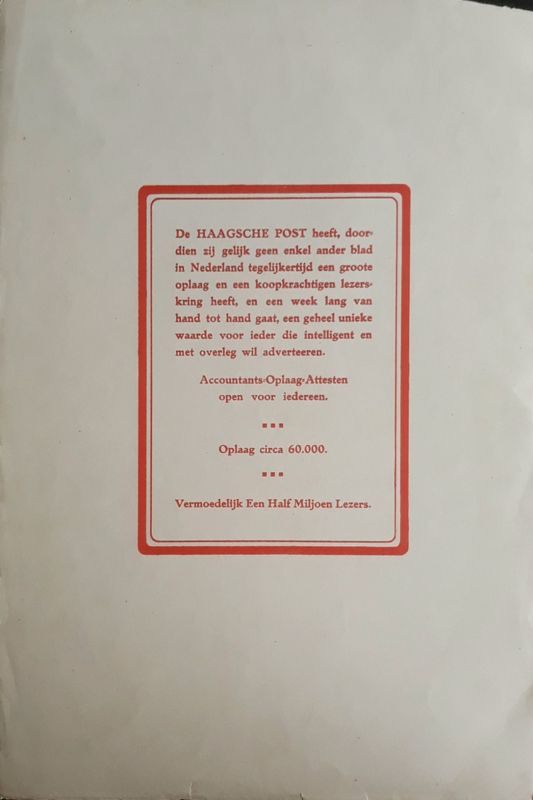 De HAAGSCHE POST heeft, door-
dien zij gelijk geen enkel ander blad
in Nederland tegelijkertijd een groote
oplaag en een koopkrachtigen lezers-
kring heeft, en een week lang van
hand tot hand gaat, een geheel unieke
waarde voor ieder die intelligent en
met overleg wil adverteeren.
Accountants-Oplaag-Attesten
open voor iedereen.
Oplaag circa 60.000.
Vermoedelijk Een Half Miljoen Lezers.